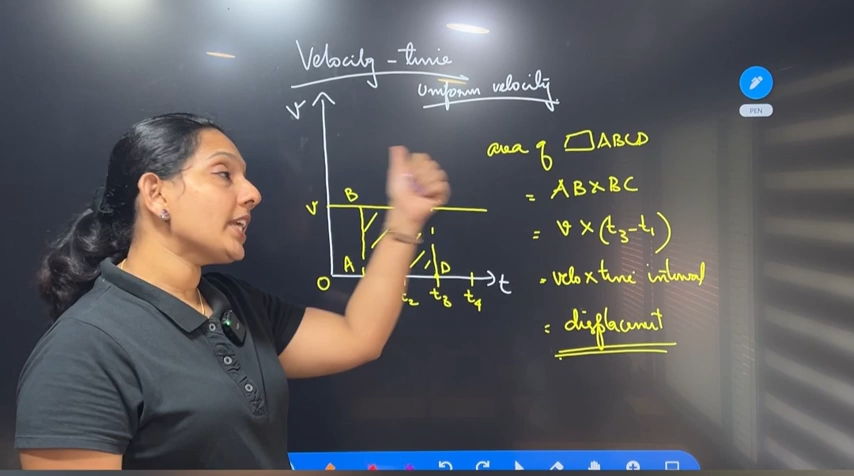 Velocity - time
Uniform velocity
PEN
v
area of ▱ABCD
= AB×BC
= v × (t₃-t₁)
= velo×time interval
= displacement
B
v
A
D
O
t
t₂ t₃ t₄